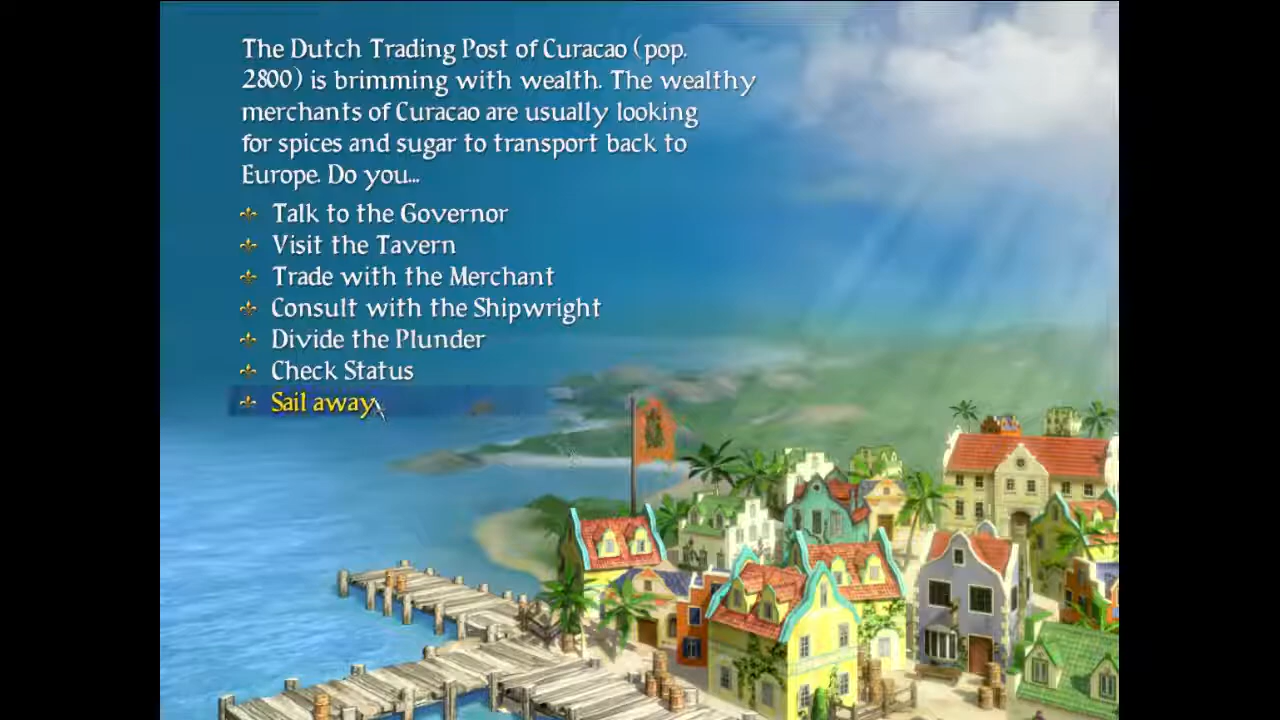 The Dutch Trading Post of Curacao (pop.
2800) is brimming with wealth. The wealthy
merchants of Curacao are usually looking
for spices and sugar to transport back to
Europe. Do you...
Talk to the Governor
Visit the Tavern
Trade with the Merchant
Consult with the Shipwright
Divide the Plunder
Check Status
Sail away